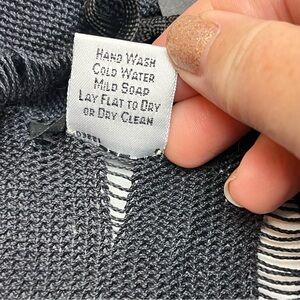 Hand Wash
Cold Water
Mild Soap
Lay Flat to Dry
or Dry Clean